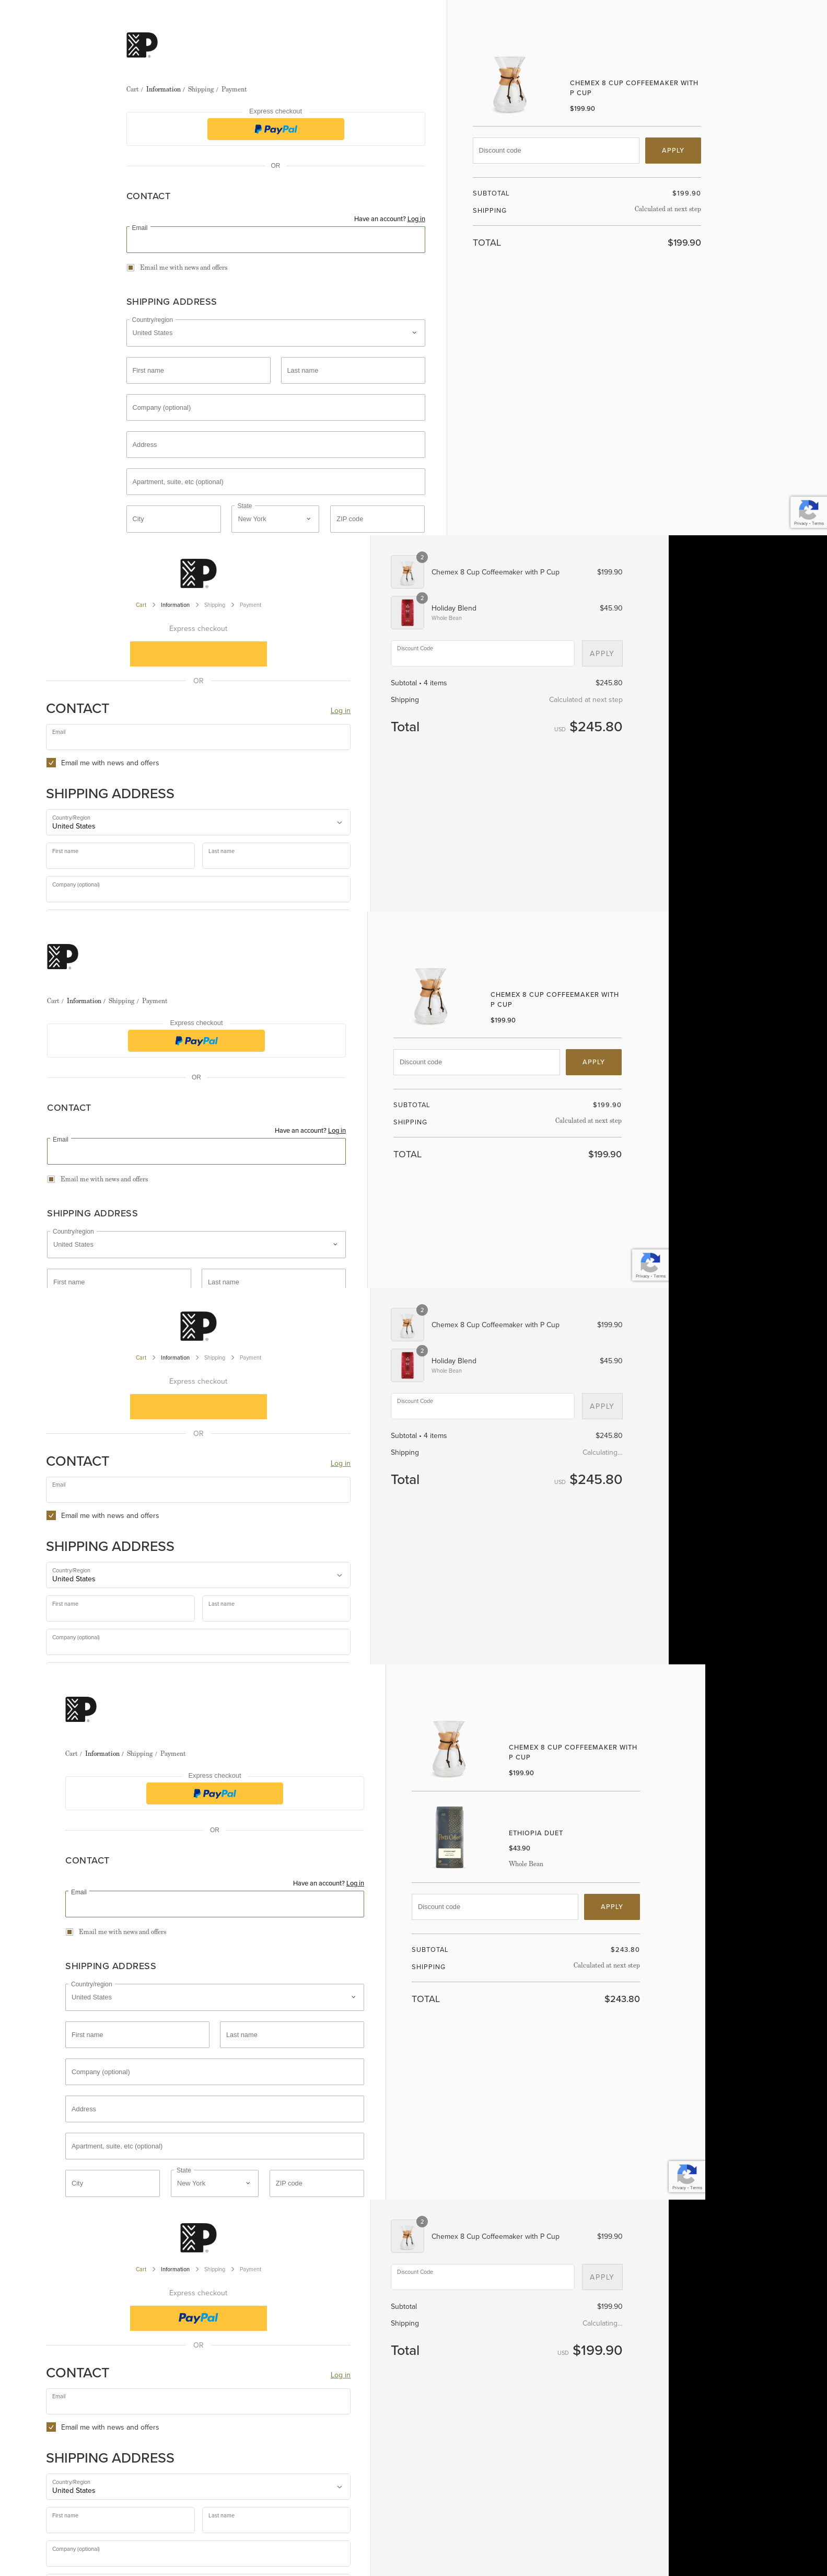 P
Cart / Information / Shipping / Payment
Express checkout
PayPal
OR
CONTACT
Have an account? Log in
Email
Email me with news and offers
SHIPPING ADDRESS
Country/region
United States
First name Last name
Company (optional)
Address
Apartment, suite, etc (optional)
City State New York ZIP code
CHEMEX 8 CUP COFFEEMAKER WITH
P CUP
$199.90
Discount code APPLY
SUBTOTAL $199.90
SHIPPING Calculated at next step
TOTAL $199.90
Privacy - Terms
P
Cart > Information > Shipping > Payment
Express checkout
OR
CONTACT Log in
Email
Email me with news and offers
SHIPPING ADDRESS
Country/Region
United States
First name Last name
Company (optional)
2
Chemex 8 Cup Coffeemaker with P Cup $199.90
2
Holiday Blend $45.90
Whole Bean
Discount Code APPLY
Subtotal • 4 items $245.80
Shipping Calculated at next step
Total USD $245.80
P
Cart / Information / Shipping / Payment
Express checkout
PayPal
OR
CONTACT
Have an account? Log in
Email
Email me with news and offers
SHIPPING ADDRESS
Country/region
United States
First name Last name
CHEMEX 8 CUP COFFEEMAKER WITH
P CUP
$199.90
Discount code APPLY
SUBTOTAL $199.90
SHIPPING Calculated at next step
TOTAL $199.90
Privacy - Terms
P
Cart > Information > Shipping > Payment
Express checkout
OR
CONTACT Log in
Email
Email me with news and offers
SHIPPING ADDRESS
Country/Region
United States
First name Last name
Company (optional)
2
Chemex 8 Cup Coffeemaker with P Cup $199.90
2
Holiday Blend $45.90
Whole Bean
Discount Code APPLY
Subtotal • 4 items $245.80
Shipping Calculating...
Total USD $245.80
P
Cart / Information / Shipping / Payment
Express checkout
PayPal
OR
CONTACT
Have an account? Log in
Email
Email me with news and offers
SHIPPING ADDRESS
Country/region
United States
First name Last name
Company (optional)
Address
Apartment, suite, etc (optional)
City State New York ZIP code
CHEMEX 8 CUP COFFEEMAKER WITH
P CUP
$199.90
ETHIOPIA DUET
$43.90
Whole Bean
Discount code APPLY
SUBTOTAL $243.80
SHIPPING Calculated at next step
TOTAL $243.80
Privacy - Terms
P
Cart > Information > Shipping > Payment
Express checkout
PayPal
OR
CONTACT Log in
Email
Email me with news and offers
SHIPPING ADDRESS
Country/Region
United States
First name Last name
Company (optional)
2
Chemex 8 Cup Coffeemaker with P Cup $199.90
Discount Code APPLY
Subtotal $199.90
Shipping Calculating...
Total USD $199.90